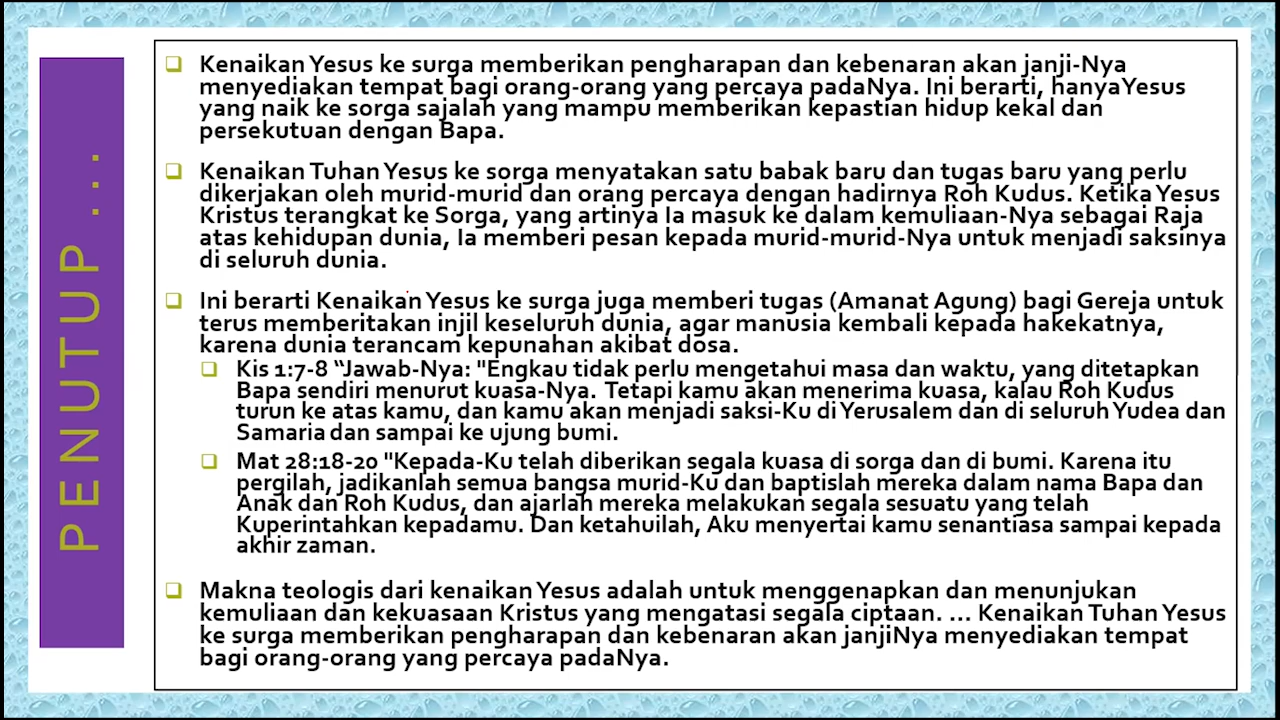 PENUTUP ...
Kenaikan Yesus ke surga memberikan pengharapan dan kebenaran akan janji-Nya
menyediakan tempat bagi orang-orang yang percaya padaNya. Ini berarti, hanyaYesus
yang naik ke sorga sajalah yang mampu memberikan kepastian hidup kekal dan
persekutuan dengan Bapa.
Kenaikan Tuhan Yesus ke sorga menyatakan satu babak baru dan tugas baru yang perlu
dikerjakan oleh murid-murid dan orang percaya dengan hadirnya Roh Kudus. Ketika Yesus
Kristus terangkat ke Sorga, yang artinya Ia masuk ke dalam kemuliaan-Nya sebagai Raja
atas kehidupan dunia, Ia memberi pesan kepada murid-murid-Nya untuk menjadi saksinya
di seluruh dunia.
Ini berarti Kenaikan Yesus ke surga juga memberi tugas (Amanat Agung) bagi Gereja untuk
terus memberitakan injil keseluruh dunia, agar manusia kembali kepada hakekatnya,
karena dunia terancam kepunahan akibat dosa.
Kis 1:7-8 “Jawab-Nya: "Engkau tidak perlu mengetahui masa dan waktu, yang ditetapkan
Bapa sendiri menurut kuasa-Nya. Tetapi kamu akan menerima kuasa, kalau Roh Kudus
turun ke atas kamu, dan kamu akan menjadi saksi-Ku di Yerusalem dan di seluruh Yudea dan
Samaria dan sampai ke ujung bumi.
Mat 28:18-20 "Kepada-Ku telah diberikan segala kuasa di sorga dan di bumi. Karena itu
pergilah, jadikanlah semua bangsa murid-Ku dan baptislah mereka dalam nama Bapa dan
Anak dan Roh Kudus, dan ajarlah mereka melakukan segala sesuatu yang telah
Kuperintahkan kepadamu. Dan ketahuilah, Aku menyertai kamu senantiasa sampai kepada
akhir zaman.
Makna teologis dari kenaikan Yesus adalah untuk menggenapkan dan menunjukan
kemuliaan dan kekuasaan Kristus yang mengatasi segala ciptaan. ... Kenaikan Tuhan Yesus
ke surga memberikan pengharapan dan kebenaran akan janjiNya menyediakan tempat
bagi orang-orang yang percaya padaNya.